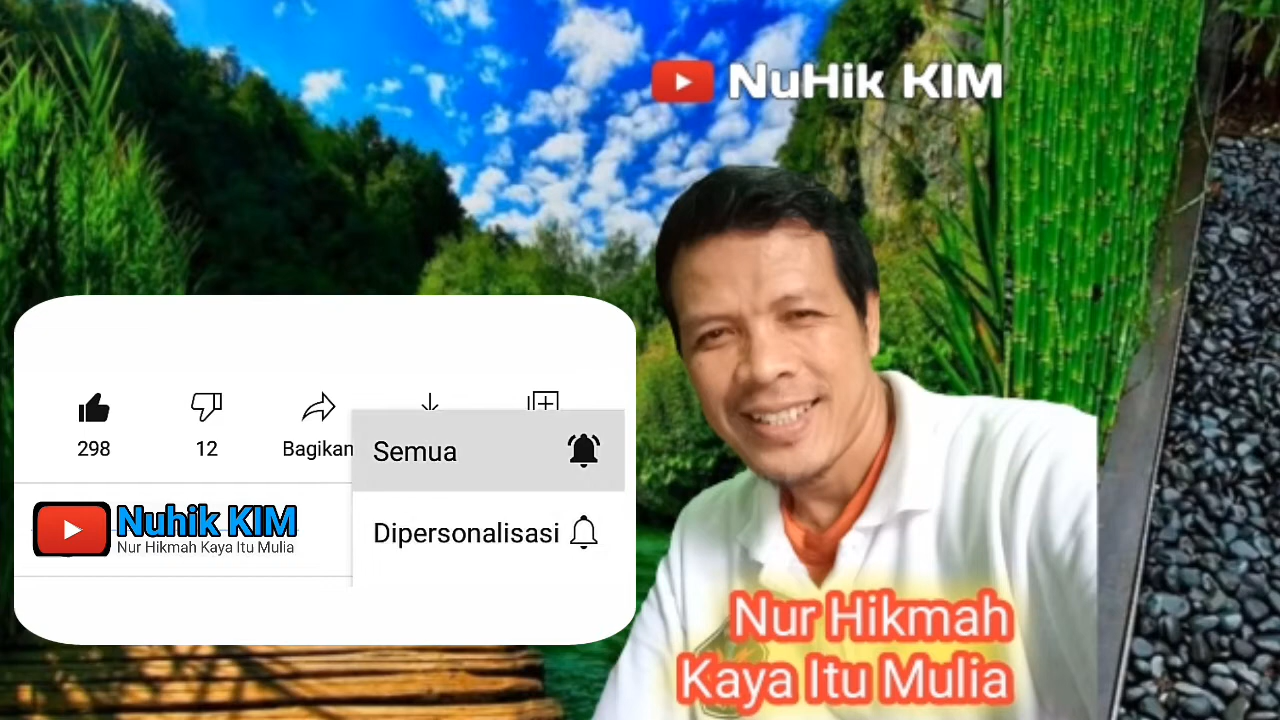 NuHik KIM
298
12
Bagikan
Semua
Dipersonalisasi
Nuhik KIM
Nur Hikmah Kaya Itu Mulia
Nur Hikmah
Kaya Itu Mulia